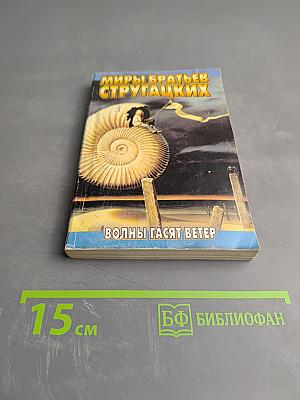 МИРЫ БРАТЬЕВ
СТРУГАЦКИХ
ВОЛНЫ ГАСЯТ ВЕТЕР
15 см
БФ БИБЛИОФАН